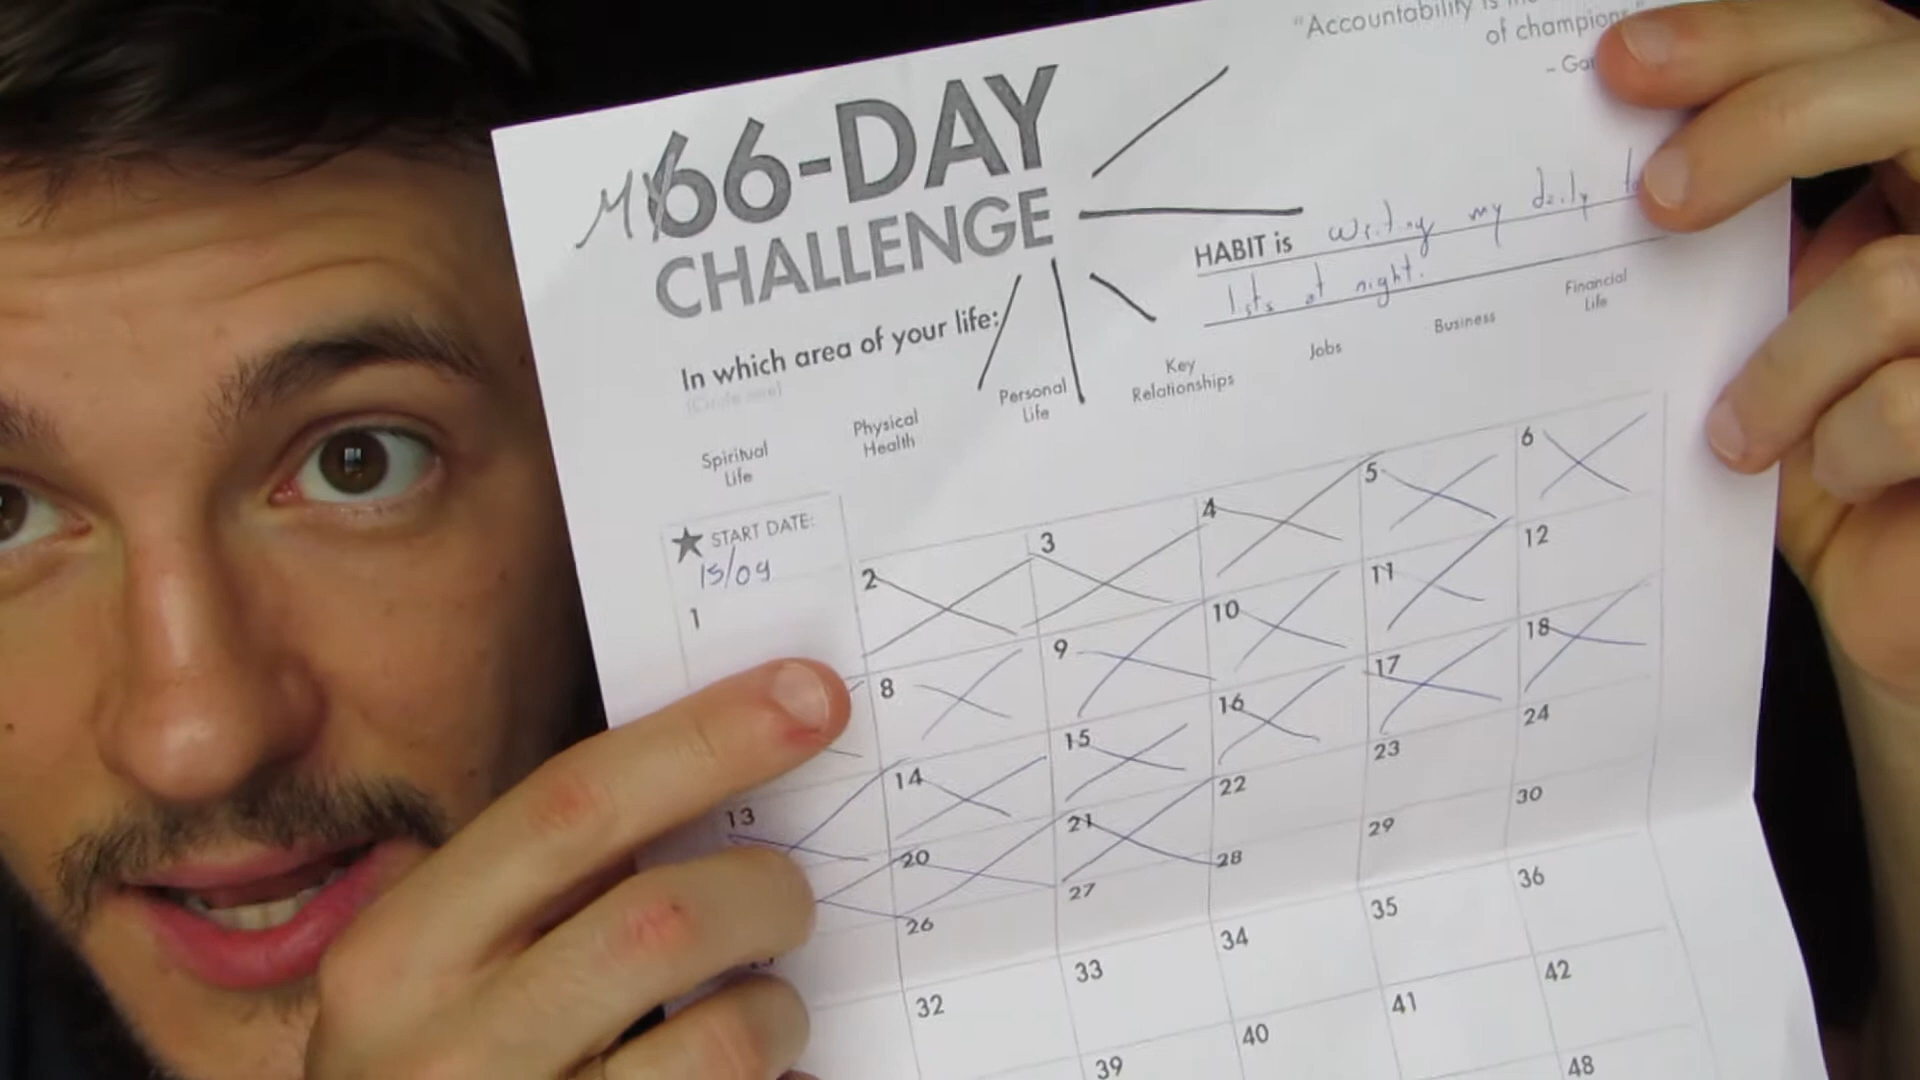 "Accountability is
of champions."
MY 66-DAY
CHALLENGE
HABIT is writing my daily
lists at night.
In which area of your life:
(Circle one)
Spiritual Life
Physical Health
Personal Life
Key Relationships
Jobs
Business
Financial Life
START DATE:
15/09
1 2 3 4 5 6
8 9 10 11 12
13 14 15 16 17 18
20 21 22 23 24
26 27 28 29 30
32 33 34 35 36
39 40 41 42
48